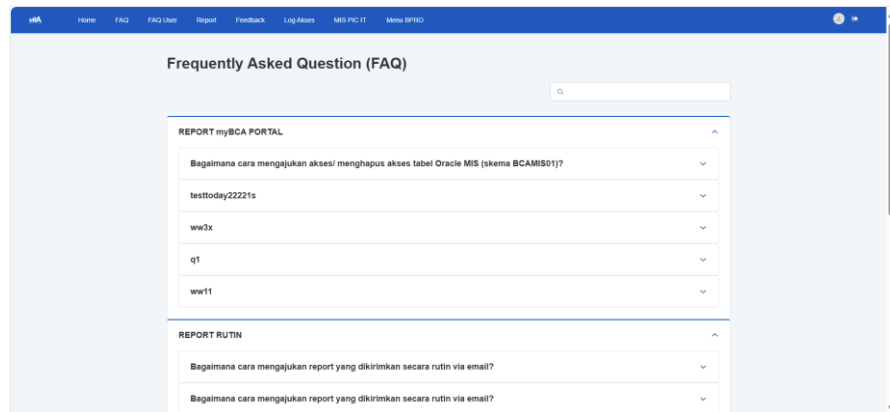 MIA Home FAQ FAQ User Report Feedback Log Akses MIS PIC IT Menu BPRO
Frequently Asked Question (FAQ)
REPORT myBCA PORTAL
Bagaimana cara mengajukan akses/ menghapus akses tabel Oracle MIS (skema BCAMIS01)?
testtoday22221s
ww3x
q1
ww11
REPORT RUTIN
Bagaimana cara mengajukan report yang dikirimkan secara rutin via email?
Bagaimana cara mengajukan report yang dikirimkan secara rutin via email?